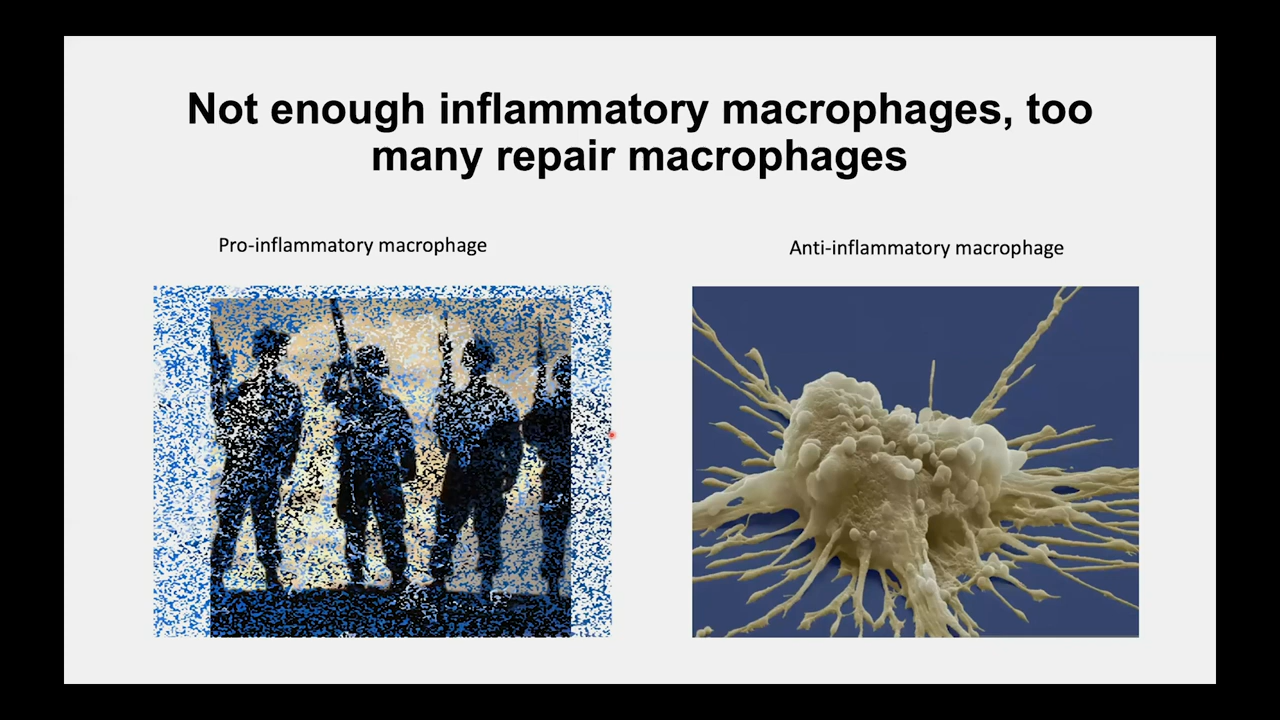 Not enough inflammatory macrophages, too
many repair macrophages
Pro-inflammatory macrophage
Anti-inflammatory macrophage